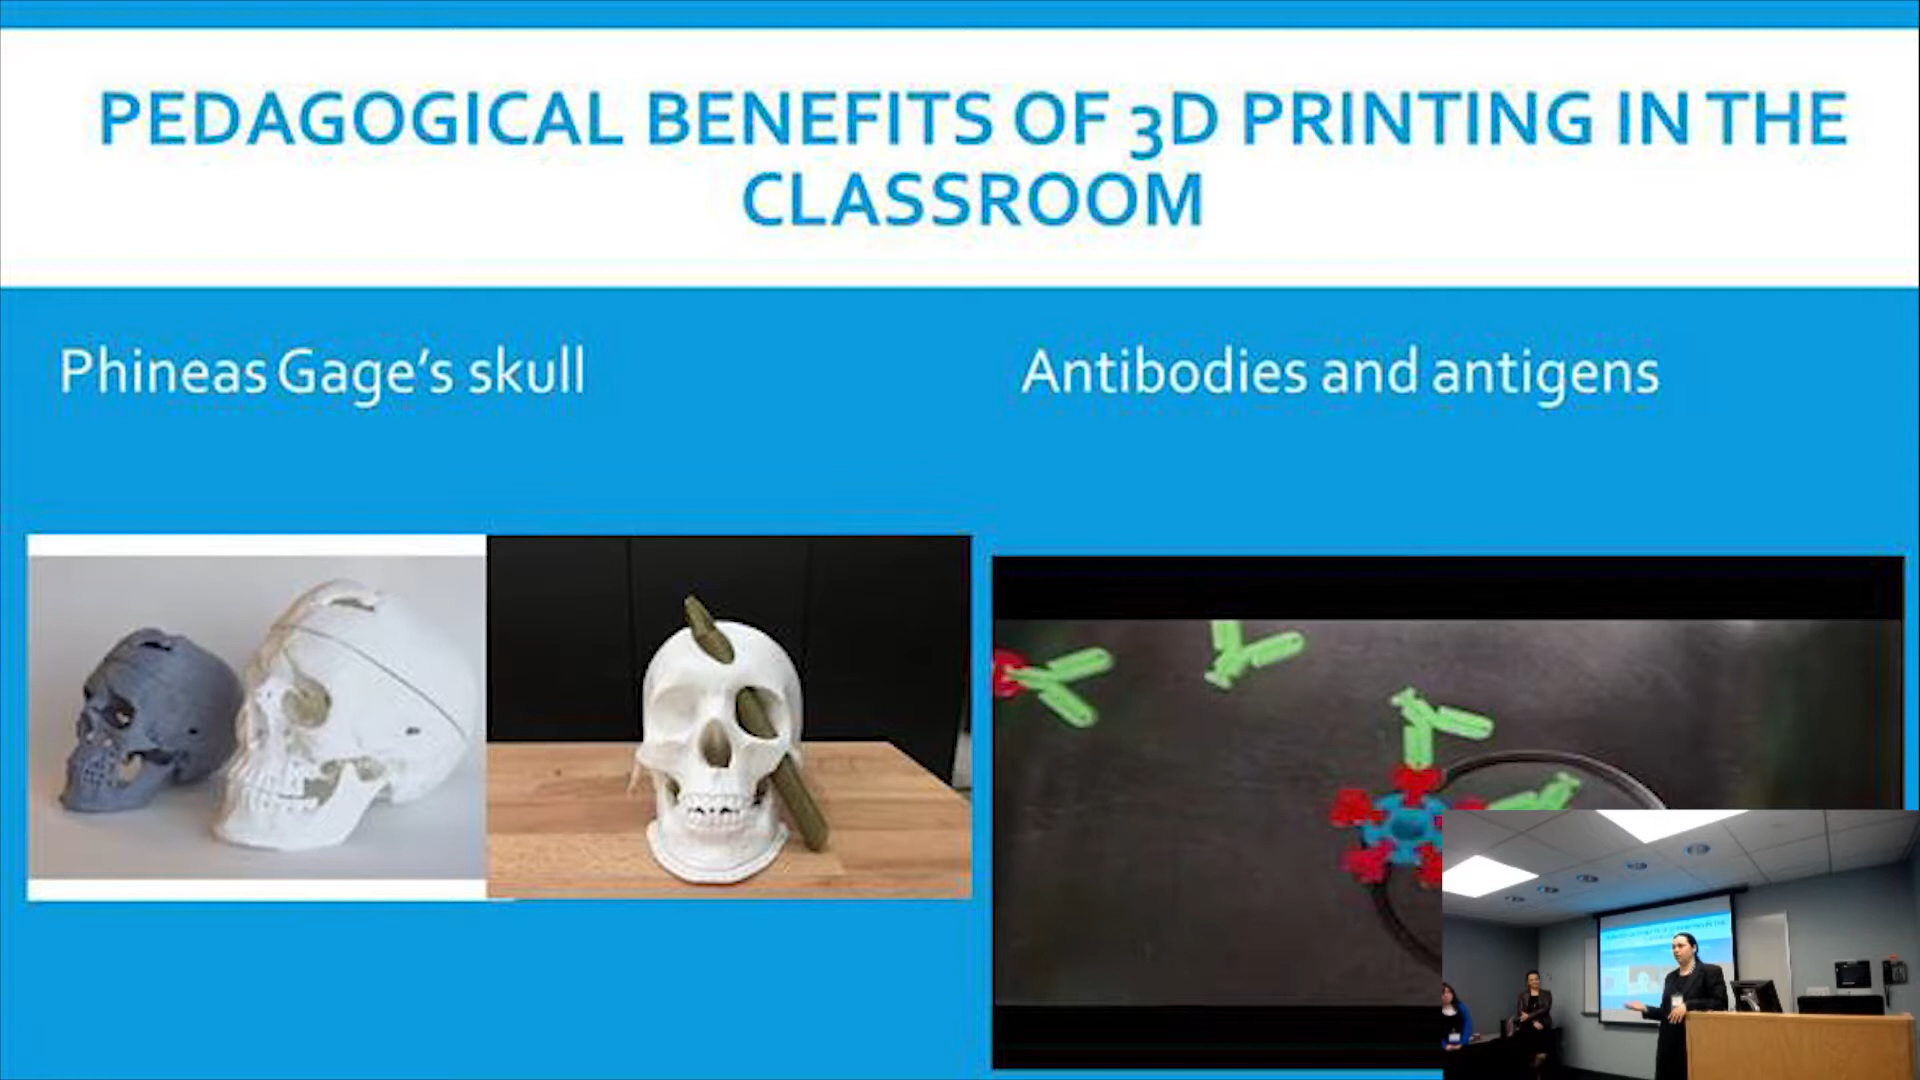 PEDAGOGICAL BENEFITS OF 3D PRINTING IN THE
CLASSROOM
Phineas Gage's skull
Antibodies and antigens